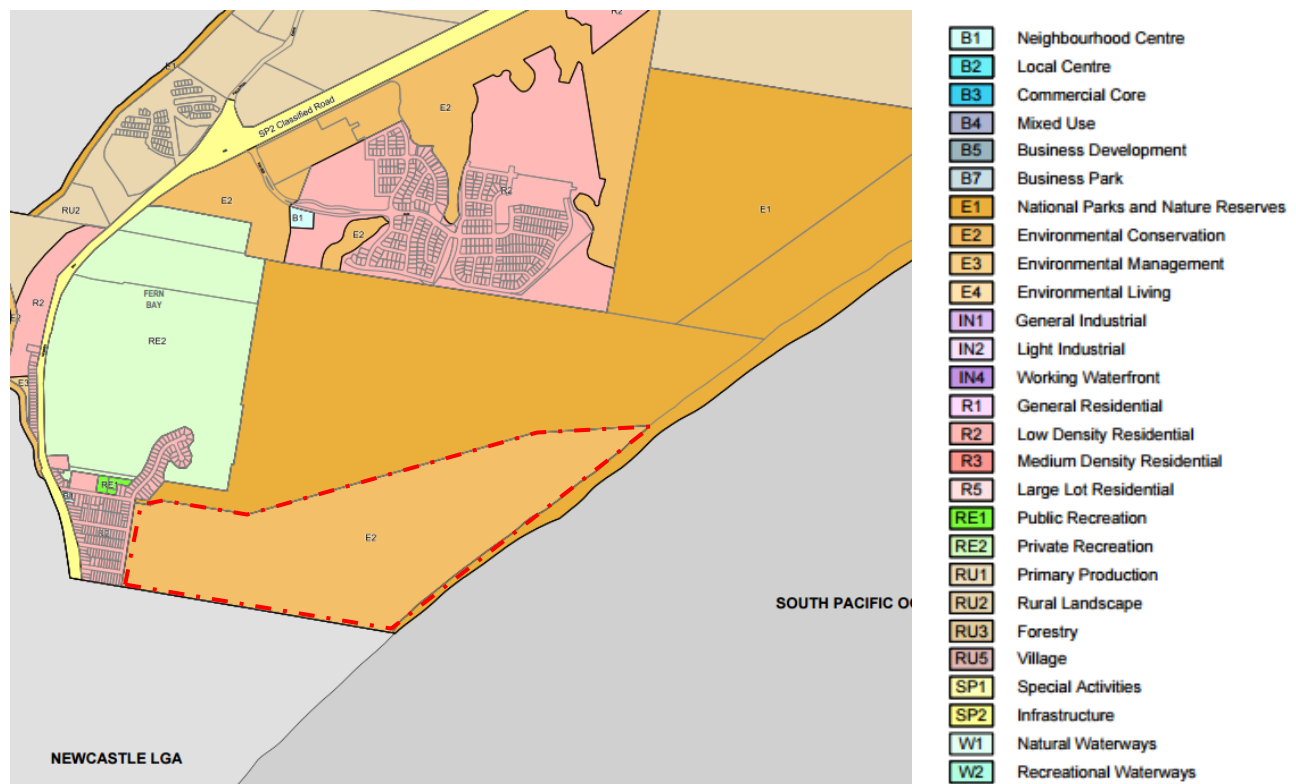 R2
E1
SP2 Classified Road
E2
RU2
E2
R2
E1
B1
E2
FERN
BAY
R2
RE2
E2
E3
RE1
R2
E2
SOUTH PACIFIC O
NEWCASTLE LGA
B1 Neighbourhood Centre
B2 Local Centre
B3 Commercial Core
B4 Mixed Use
B5 Business Development
B7 Business Park
E1 National Parks and Nature Reserves
E2 Environmental Conservation
E3 Environmental Management
E4 Environmental Living
IN1 General Industrial
IN2 Light Industrial
IN4 Working Waterfront
R1 General Residential
R2 Low Density Residential
R3 Medium Density Residential
R5 Large Lot Residential
RE1 Public Recreation
RE2 Private Recreation
RU1 Primary Production
RU2 Rural Landscape
RU3 Forestry
RU5 Village
SP1 Special Activities
SP2 Infrastructure
W1 Natural Waterways
W2 Recreational Waterways